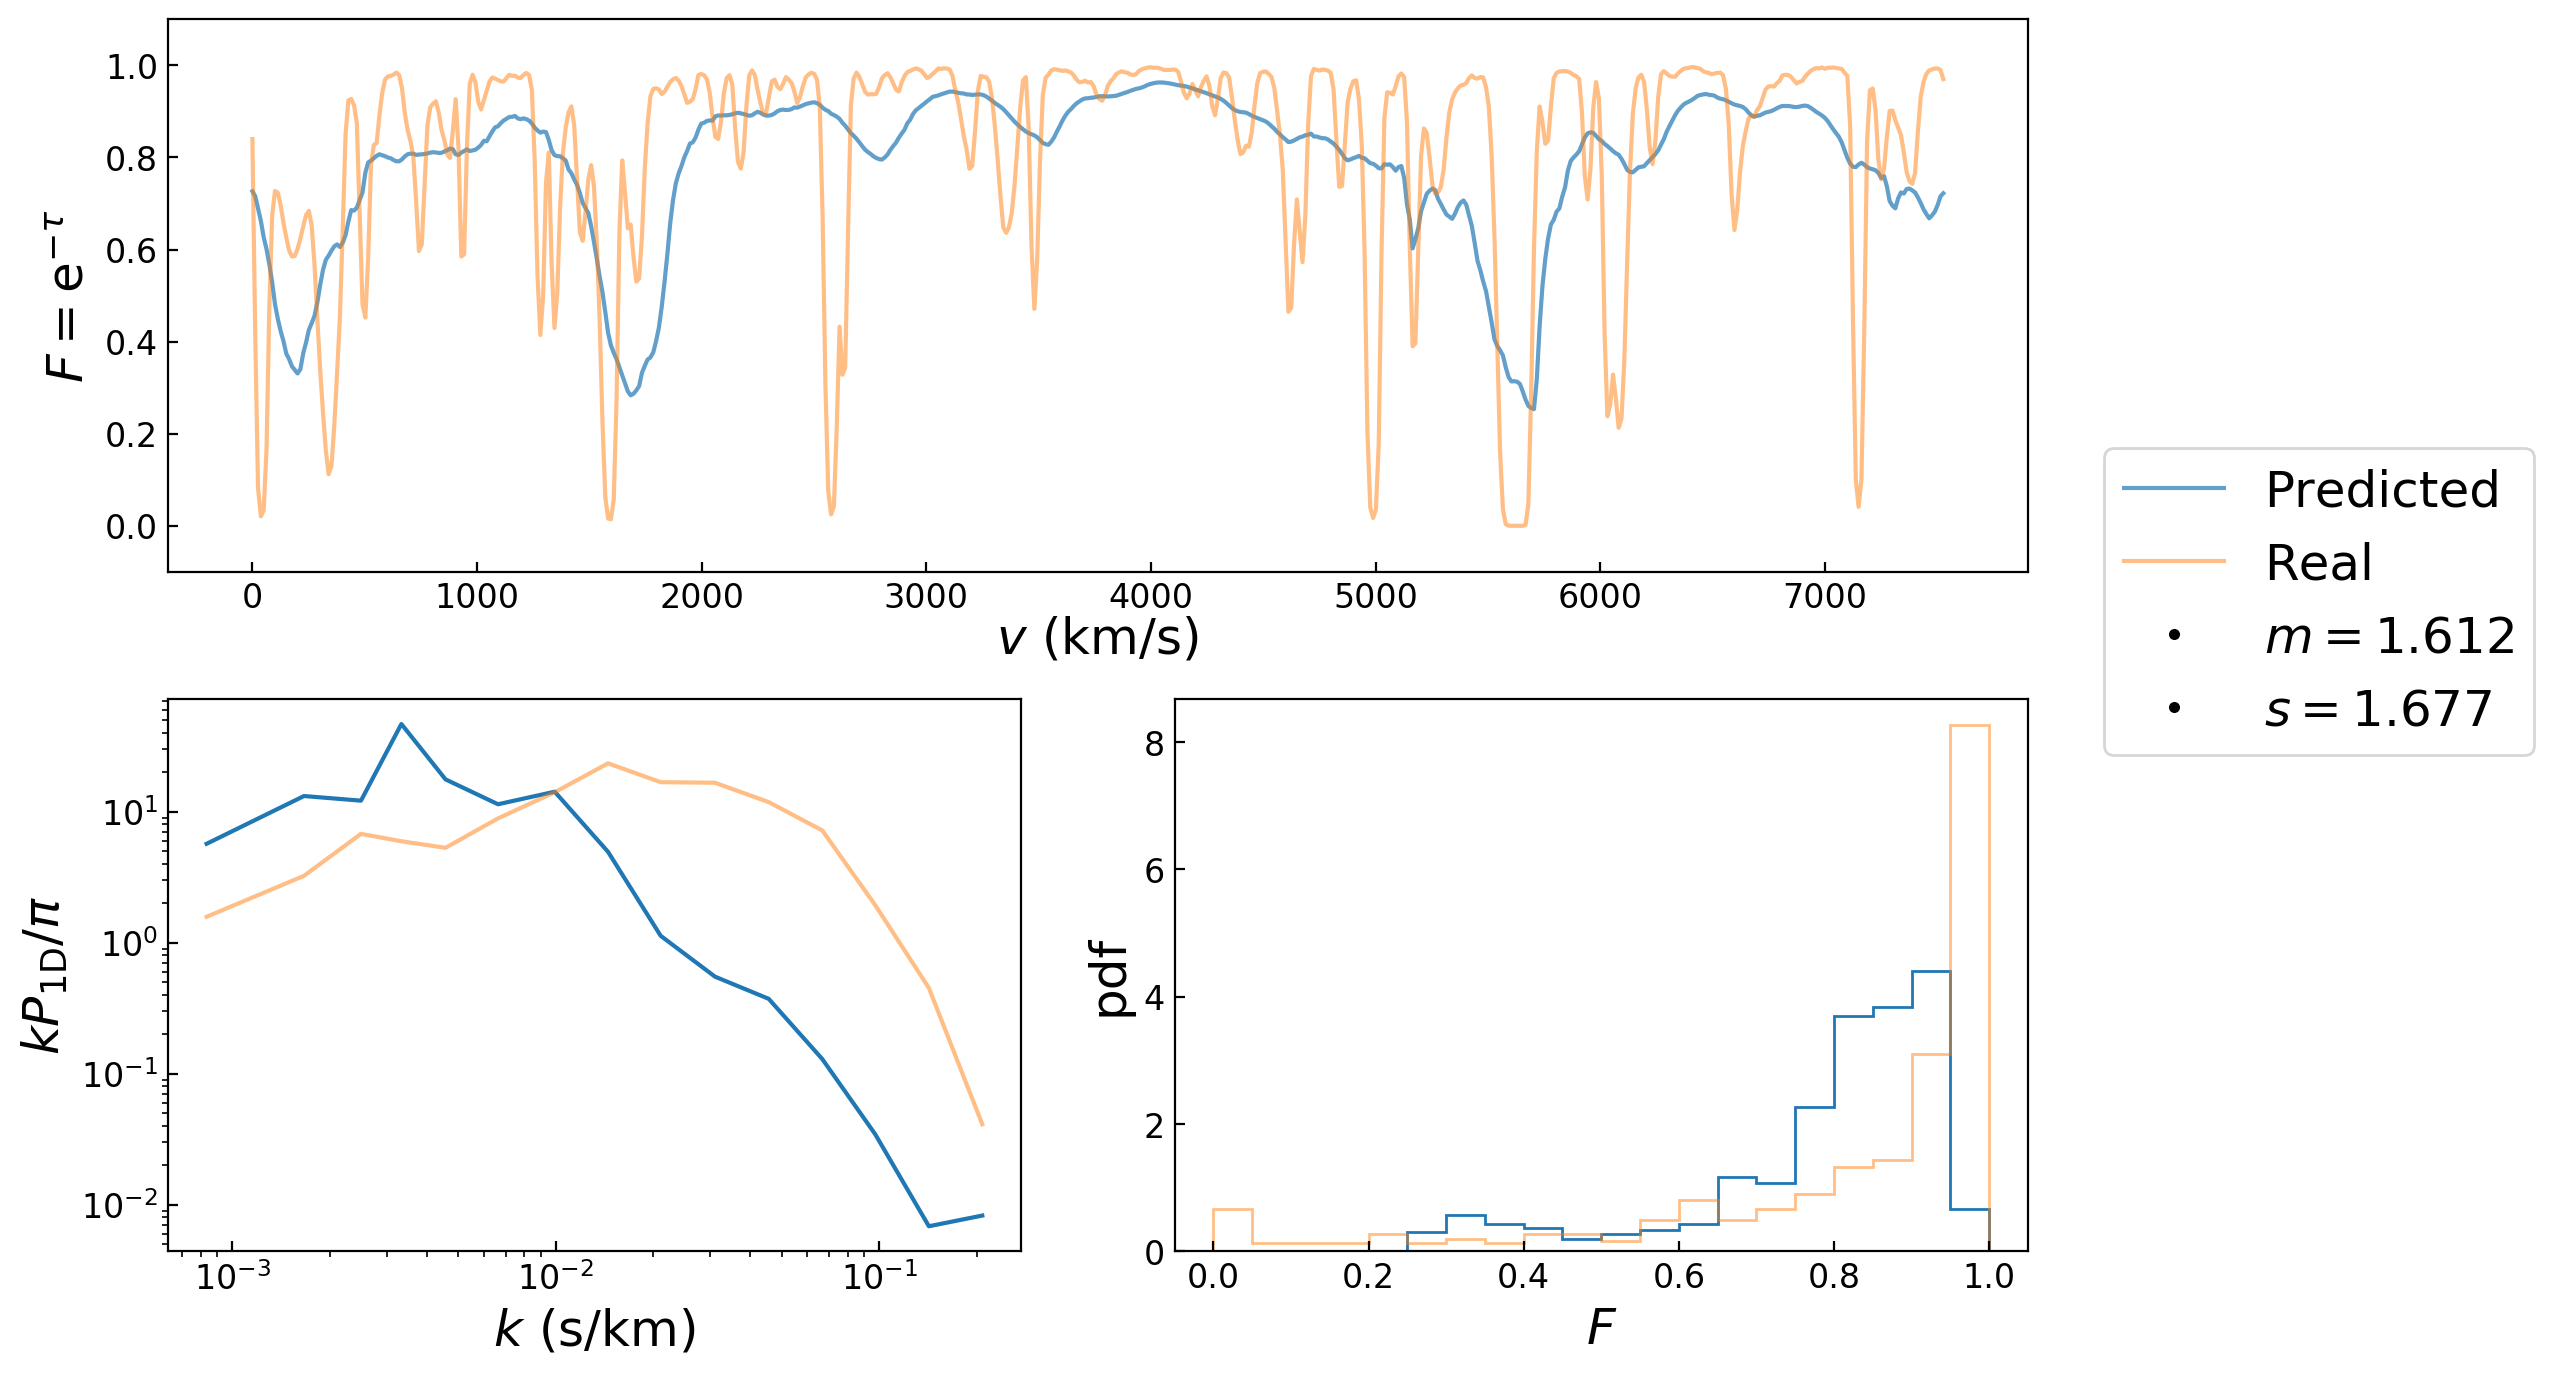 1.0
0.8
0.6
0.4
0.2
0.0
F = e^{−τ}
0 1000 2000 3000 4000 5000 6000 7000
v (km/s)
Predicted
Real
m = 1.612
s = 1.677
10^1
10^0
10^{−1}
10^{−2}
kP_{1D}/π
10^{−3} 10^{−2} 10^{−1}
k (s/km)
8
6
4
2
0
pdf
0.0 0.2 0.4 0.6 0.8 1.0
F